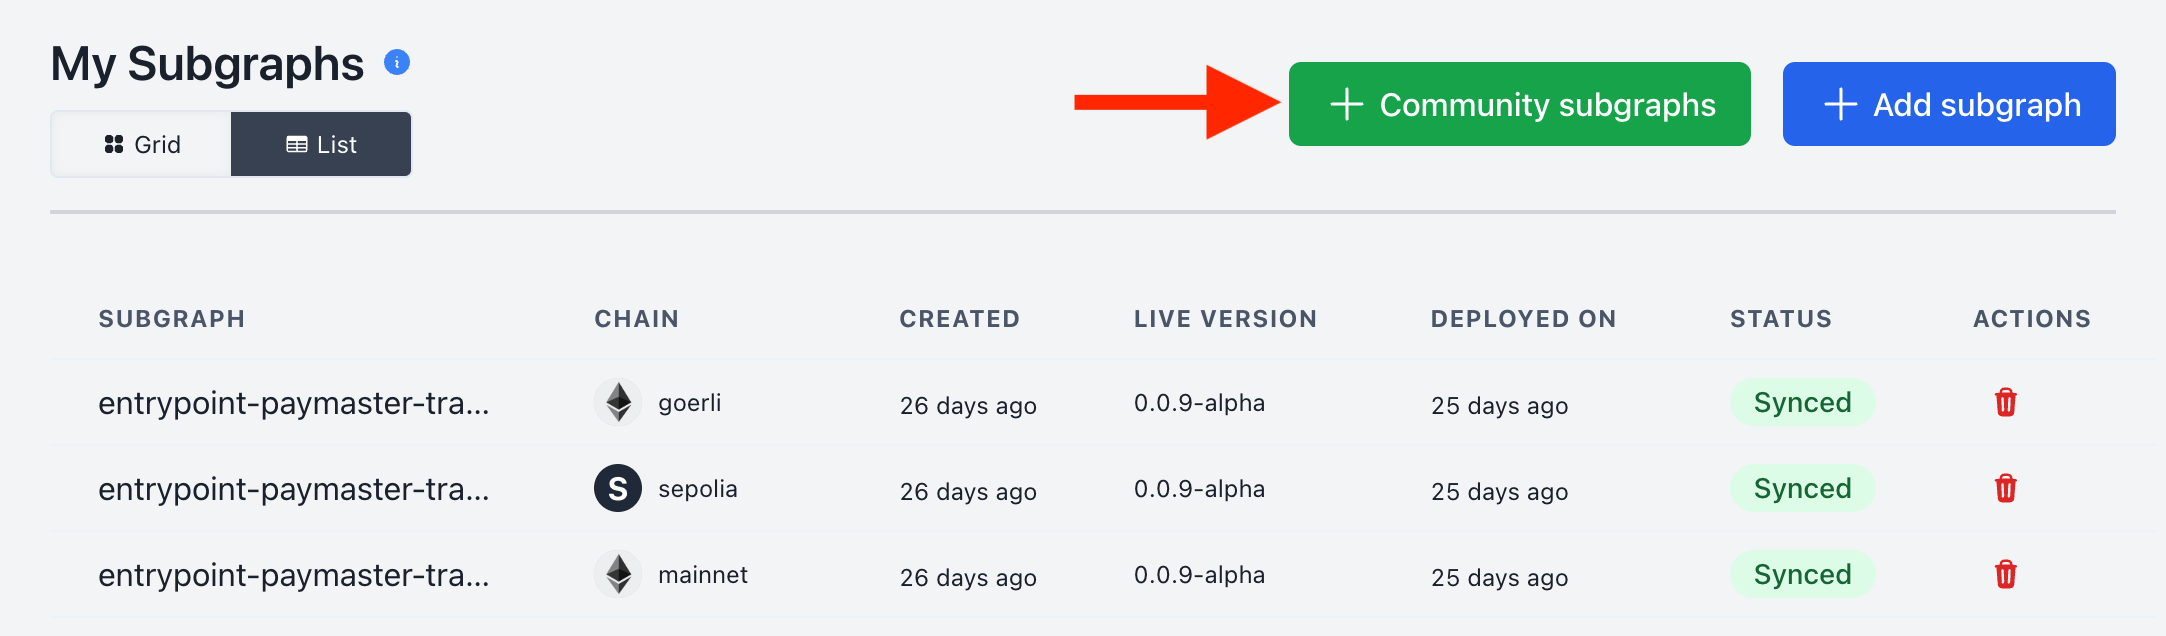 My Subgraphs i
+ Community subgraphs
+ Add subgraph
Grid
List
SUBGRAPH CHAIN CREATED LIVE VERSION DEPLOYED ON STATUS ACTIONS
entrypoint-paymaster-tra... goerli 26 days ago 0.0.9-alpha 25 days ago Synced
entrypoint-paymaster-tra... S sepolia 26 days ago 0.0.9-alpha 25 days ago Synced
entrypoint-paymaster-tra... mainnet 26 days ago 0.0.9-alpha 25 days ago Synced